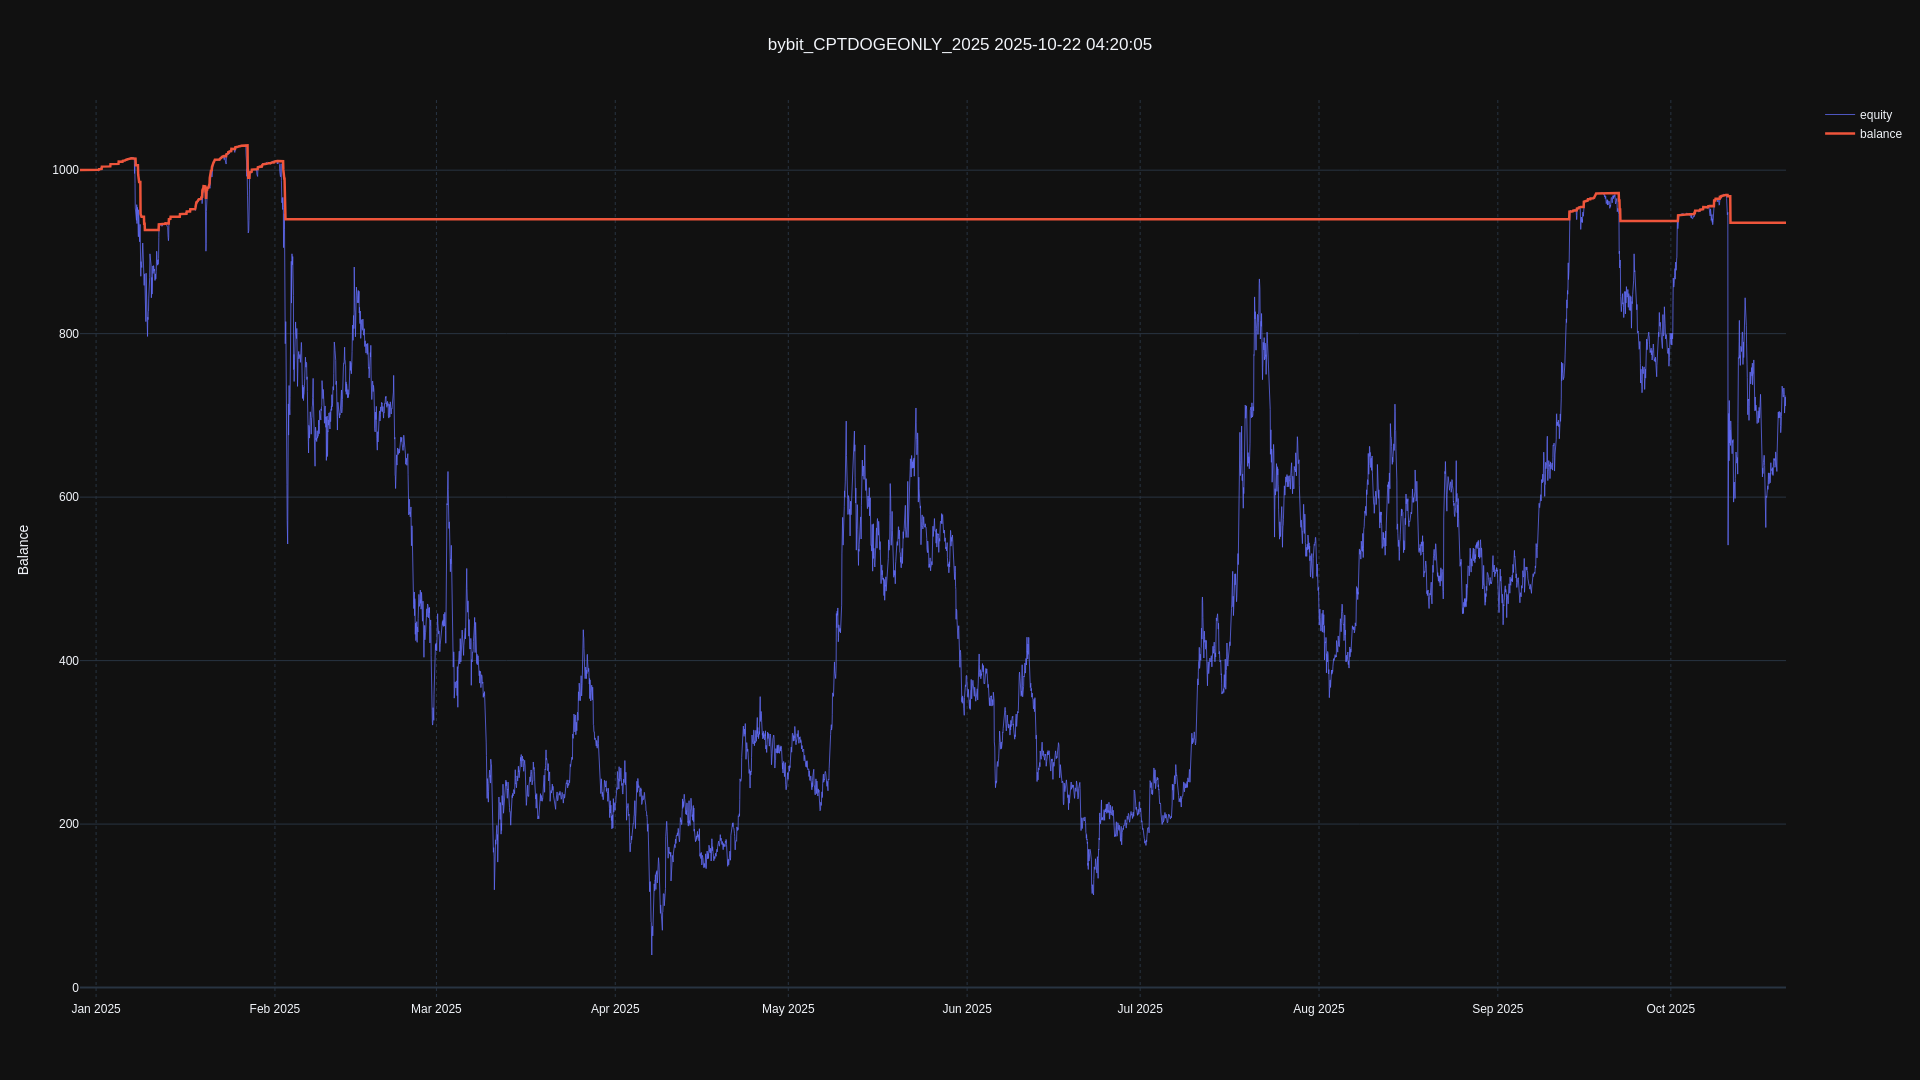 bybit_CPTDOGEONLY_2025 2025-10-22 04:20:05
equity
balance
1000
800
600
400
200
0
Balance
Jan 2025
Feb 2025
Mar 2025
Apr 2025
May 2025
Jun 2025
Jul 2025
Aug 2025
Sep 2025
Oct 2025